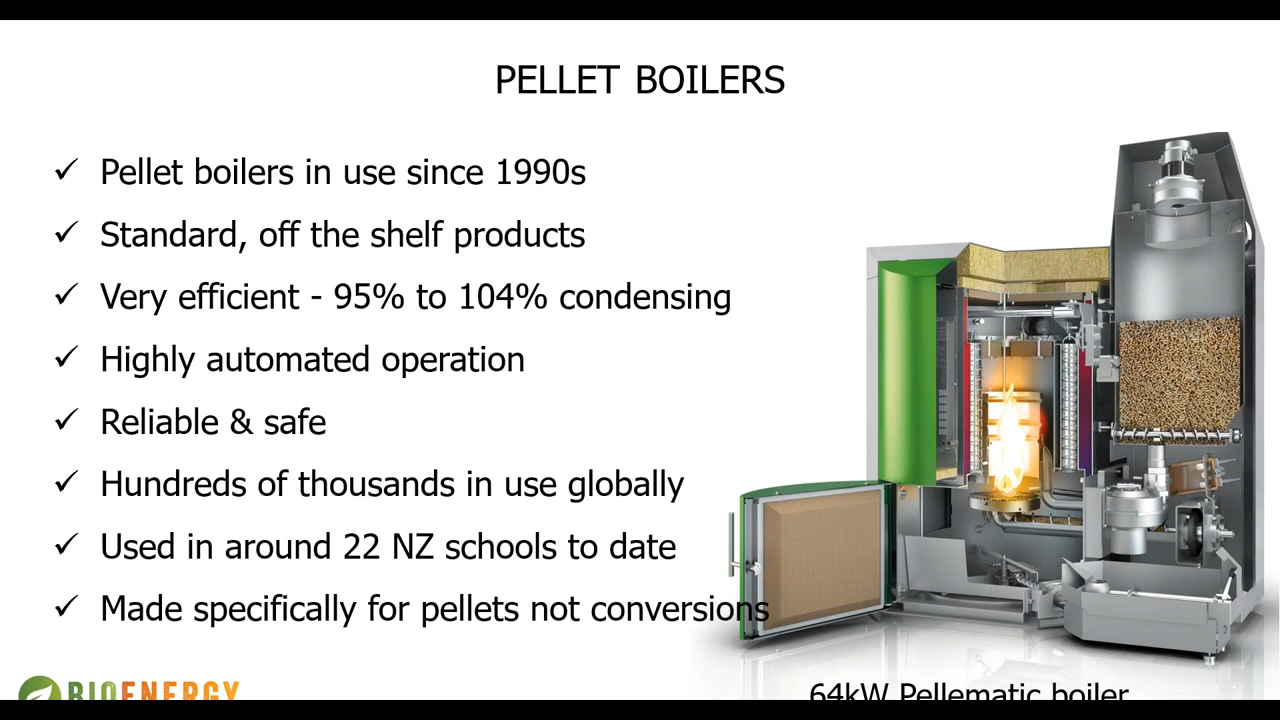 PELLET BOILERS
✓ Pellet boilers in use since 1990s
✓ Standard, off the shelf products
✓ Very efficient - 95% to 104% condensing
✓ Highly automated operation
✓ Reliable & safe
✓ Hundreds of thousands in use globally
✓ Used in around 22 NZ schools to date
✓ Made specifically for pellets not conversions
BIOENERGY
64kW Pellematic boiler